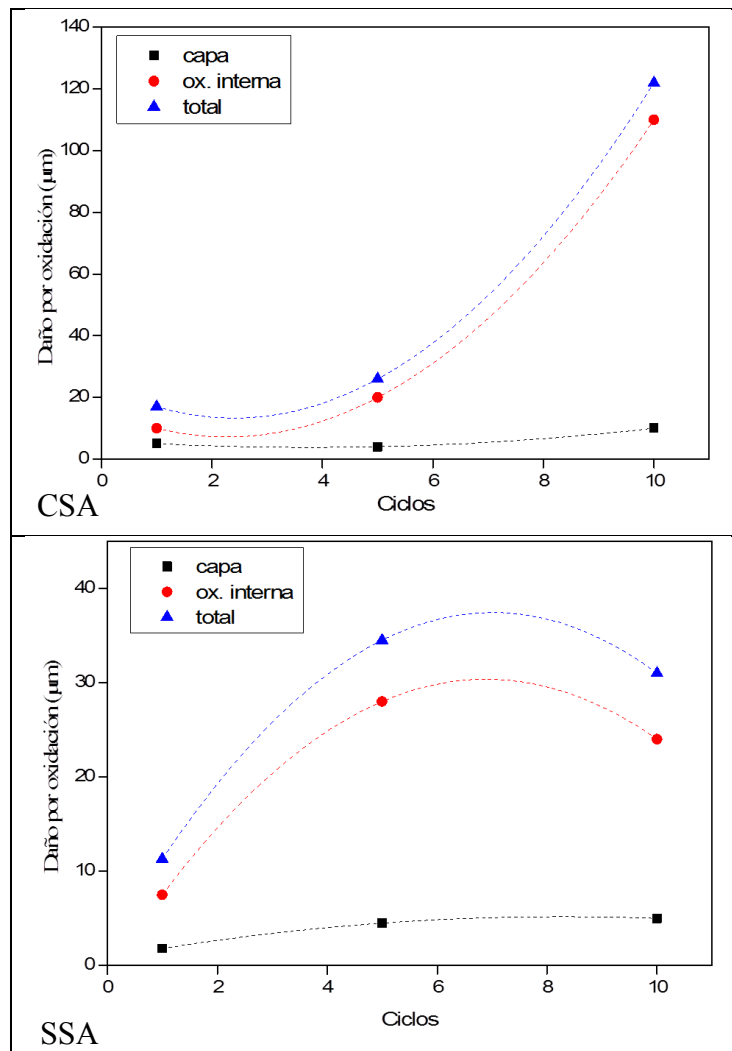 140
120
100
80
60
40
20
0
Daño por oxidación (µm)
capa
ox. interna
total
0 2 4 6 8 10
Ciclos
CSA
40
30
20
10
0
Daño por oxidación (µm)
capa
ox. interna
total
0 2 4 6 8 10
Ciclos
SSA